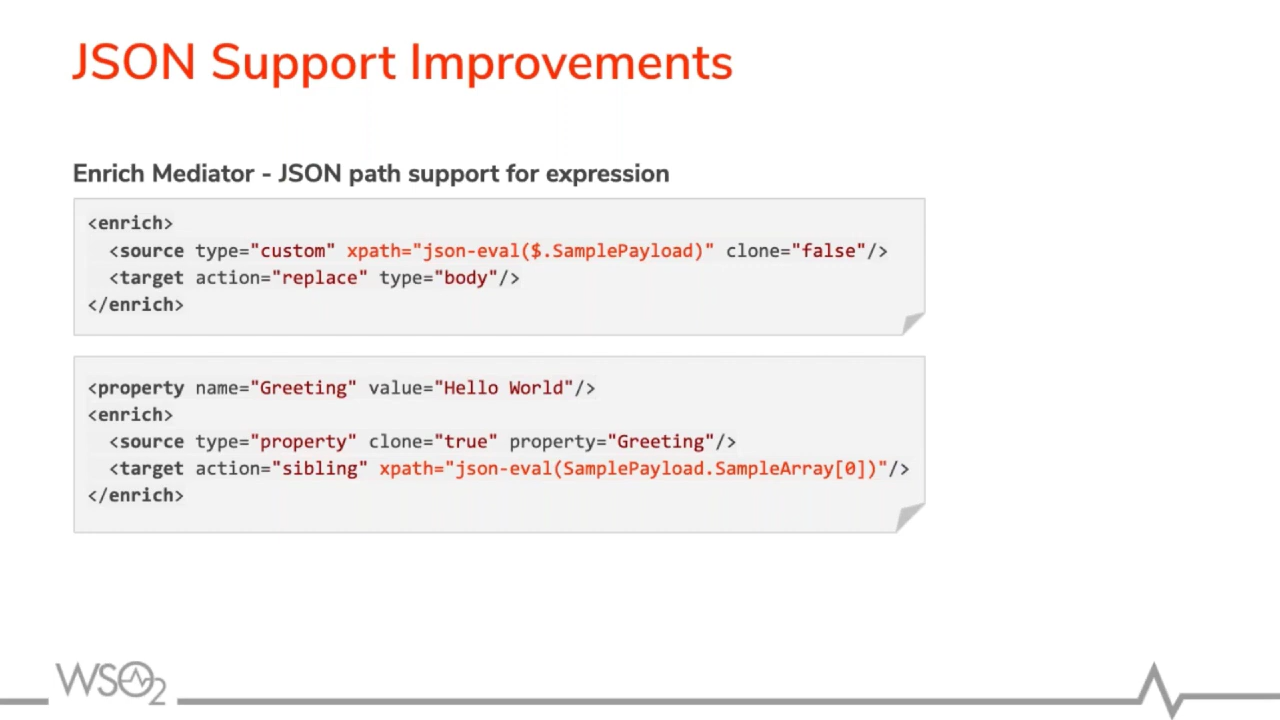 JSON Support Improvements
Enrich Mediator - JSON path support for expression
<enrich>
<source type="custom" xpath="json-eval($.SamplePayload)" clone="false"/>
<target action="replace" type="body"/>
</enrich>
<property name="Greeting" value="Hello World"/>
<enrich>
<source type="property" clone="true" property="Greeting"/>
<target action="sibling" xpath="json-eval(SamplePayload.SampleArray[0])"/>
</enrich>
WSO2